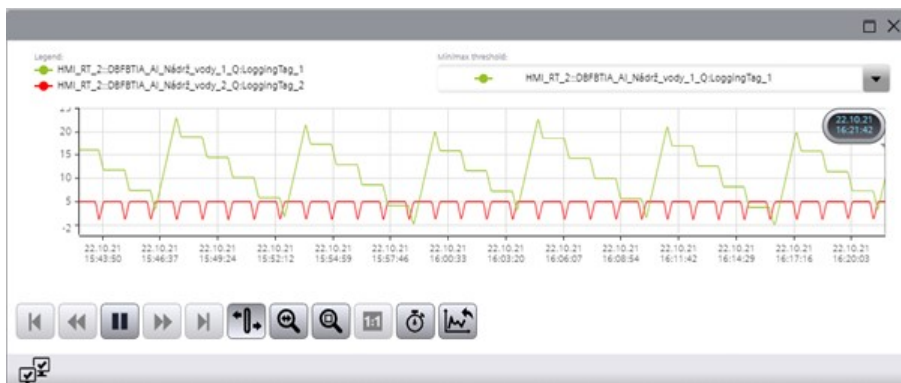 Legend:
HMI_RT_2::DBFBTIA_AI_Nádrž_vody_1_Q:LoggingTag_1
HMI_RT_2::DBFBTIA_AI_Nádrž_vody_2_Q:LoggingTag_2
Min/max threshold:
HMI_RT_2::DBFBTIA_AI_Nádrž_vody_1_Q:LoggingTag_1
22.10.21
16:21:42
20
15
10
5
-2
22.10.21 22.10.21 22.10.21 22.10.21 22.10.21 22.10.21 22.10.21 22.10.21 22.10.21 22.10.21 22.10.21 22.10.21 22.10.21 22.10.21
15:43:50 15:46:37 15:49:24 15:52:12 15:54:59 15:57:46 16:00:33 16:03:20 16:06:07 16:08:54 16:11:42 16:14:29 16:17:16 16:20:03
1:1